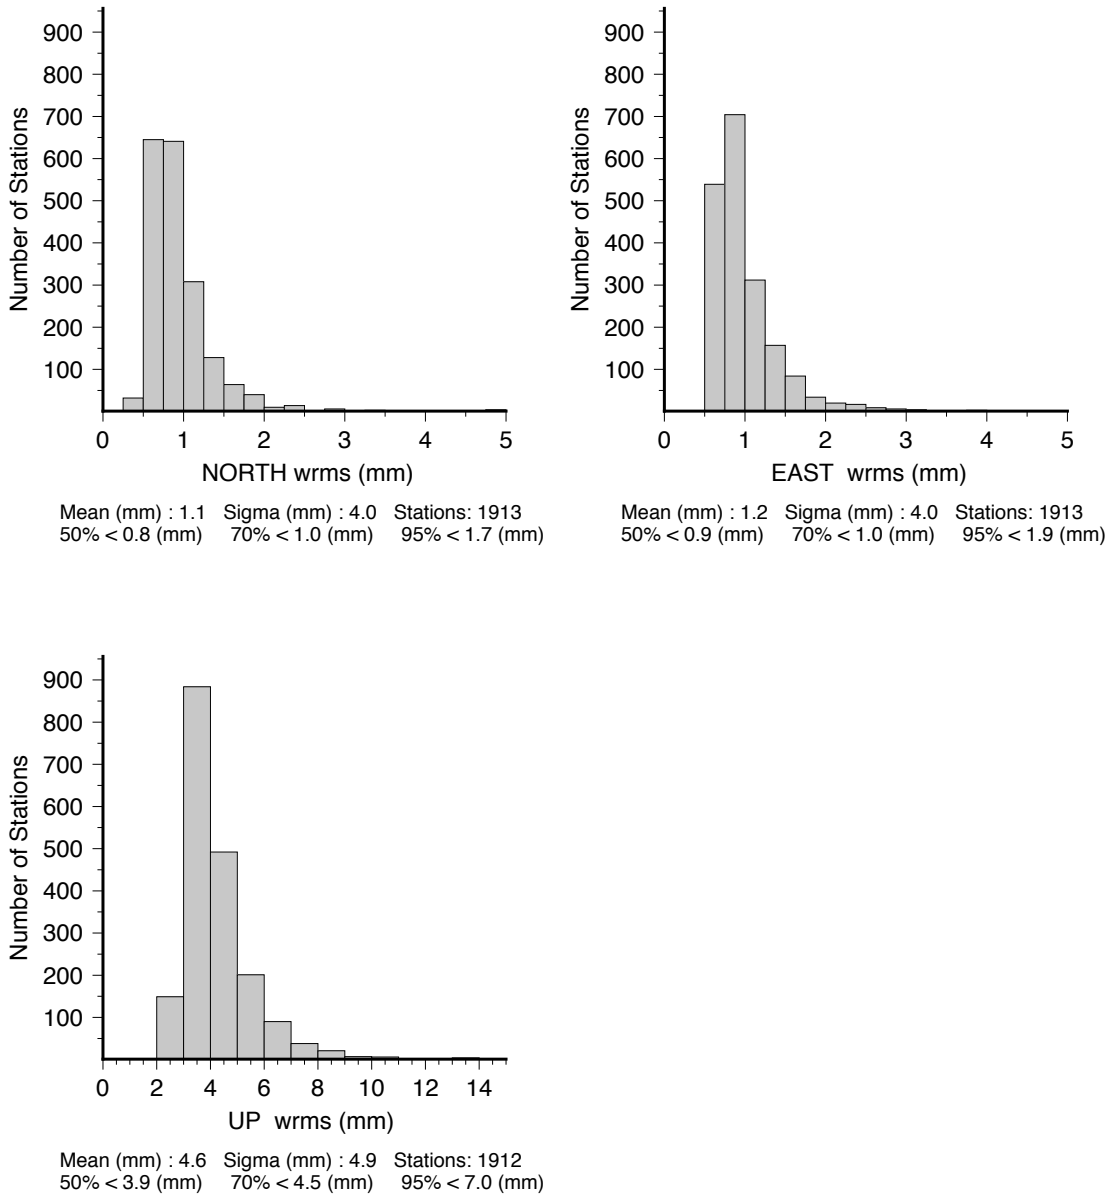 900
800
700
600
500
400
300
200
100
Number of Stations
0 1 2 3 4 5
NORTH wrms (mm)
Mean (mm) : 1.1 Sigma (mm) : 4.0 Stations: 1913
50% < 0.8 (mm) 70% < 1.0 (mm) 95% < 1.7 (mm)
900
800
700
600
500
400
300
200
100
Number of Stations
0 1 2 3 4 5
EAST wrms (mm)
Mean (mm) : 1.2 Sigma (mm) : 4.0 Stations: 1913
50% < 0.9 (mm) 70% < 1.0 (mm) 95% < 1.9 (mm)
900
800
700
600
500
400
300
200
100
Number of Stations
0 2 4 6 8 10 12 14
UP wrms (mm)
Mean (mm) : 4.6 Sigma (mm) : 4.9 Stations: 1912
50% < 3.9 (mm) 70% < 4.5 (mm) 95% < 7.0 (mm)